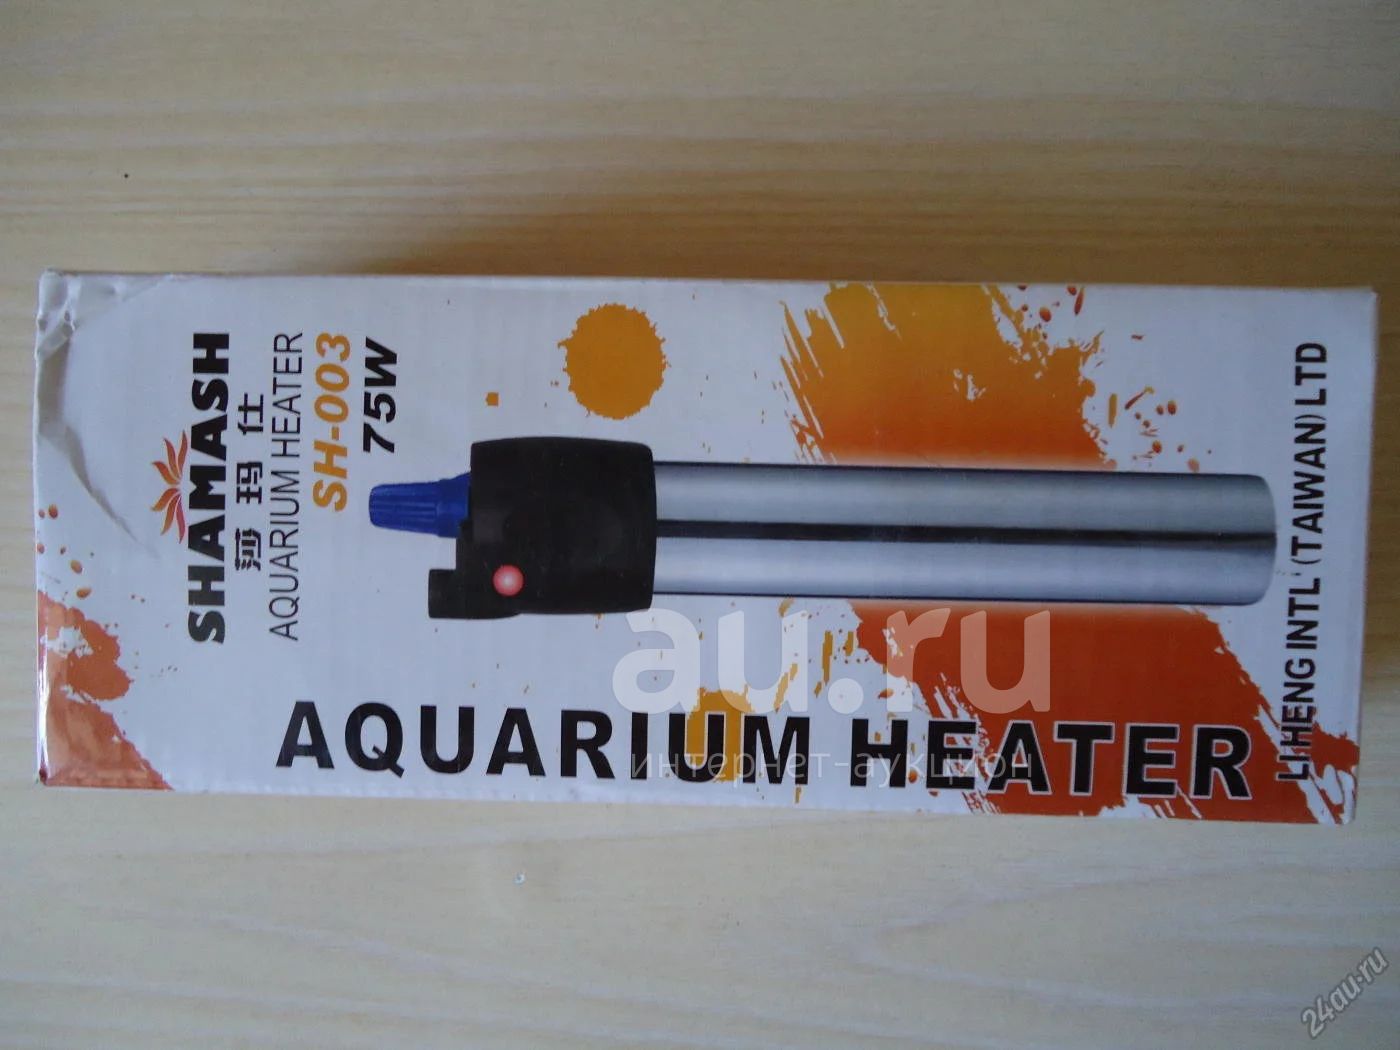 SHAMASH
莎玛仕
AQUARIUM HEATER
SH-003
75W
AQUARIUM HEATER
LIHENG INTL'(TAIWAN)LTD
au.ru
интернет-аукцион
24au.ru